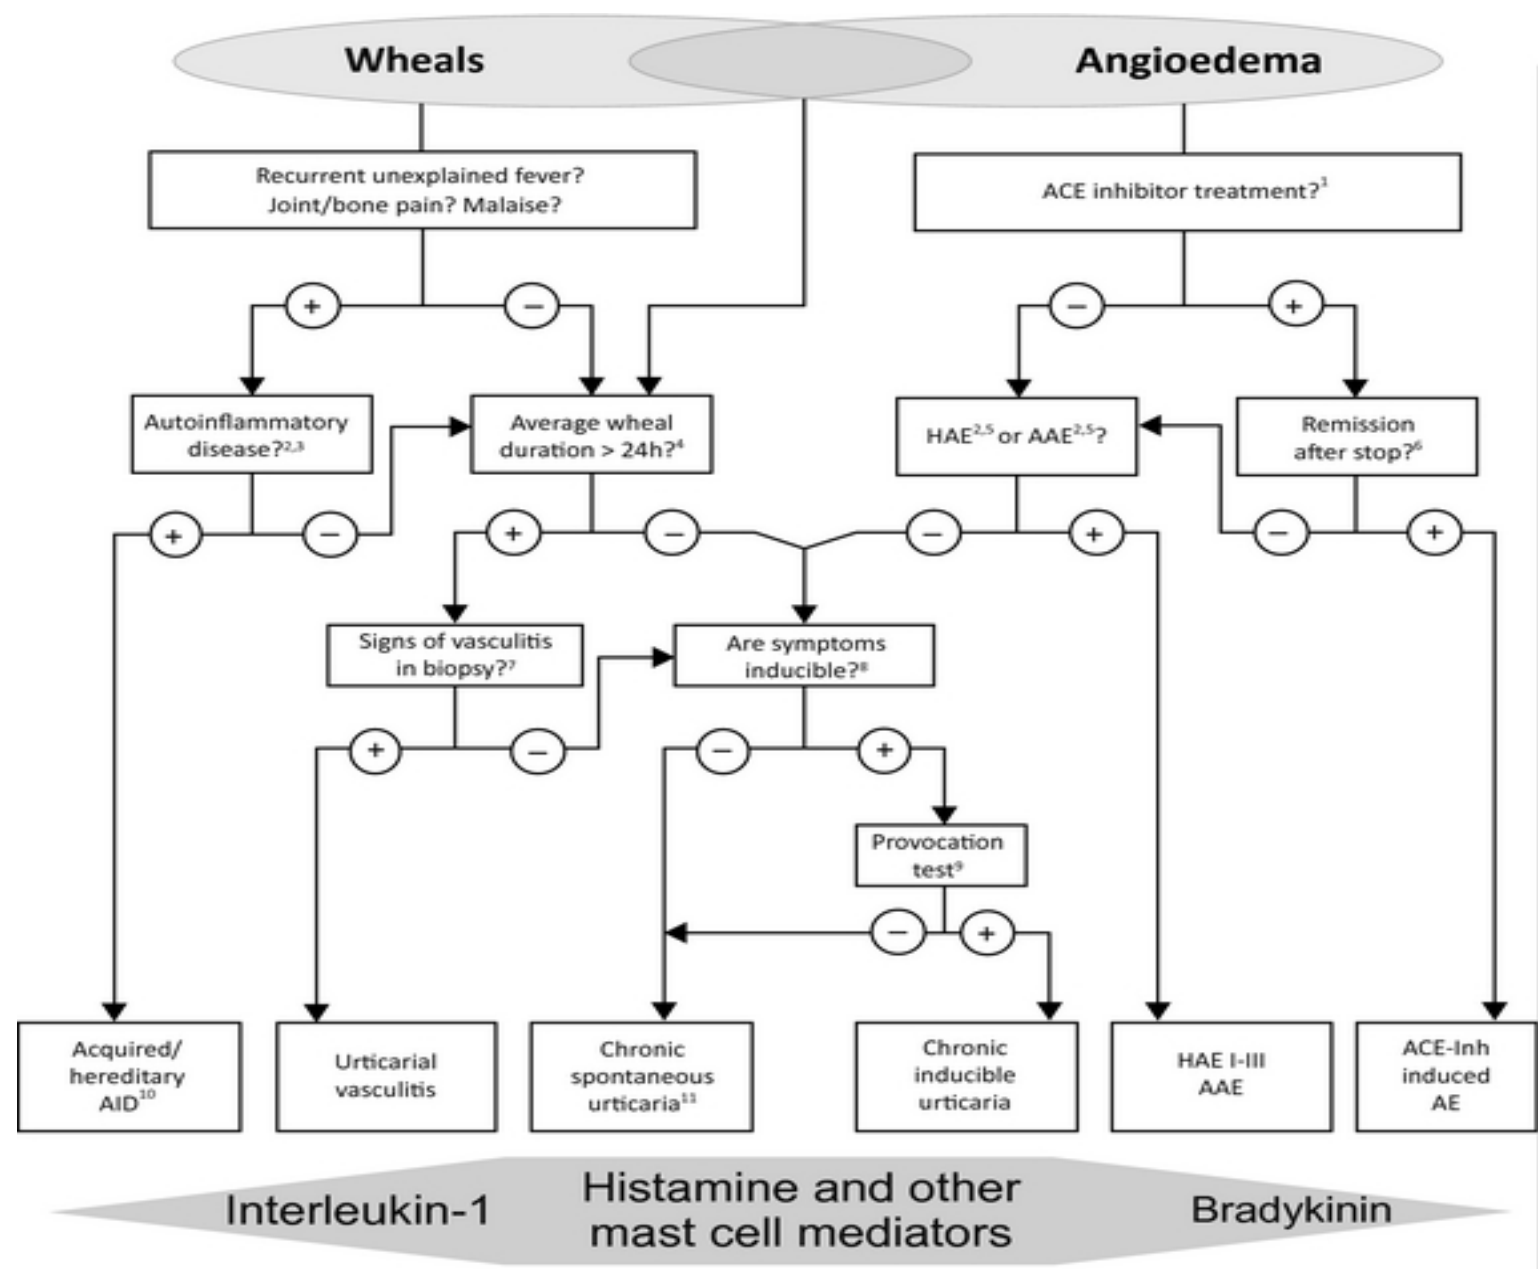 Wheals
Angioedema
Recurrent unexplained fever?
Joint/bone pain? Malaise?
ACE inhibitor treatment?¹
+
−
−
+
Autoinflammatory
disease?²,³
Average wheal
duration > 24h?⁴
HAE²,⁵ or AAE²,⁵?
Remission
after stop?⁶
+
−
+
−
−
+
−
+
Signs of vasculitis
in biopsy?⁷
Are symptoms
inducible?⁸
+
−
−
+
Provocation
test⁹
−
+
Acquired/
hereditary
AID¹⁰
Urticarial
vasculitis
Chronic
spontaneous
urticaria¹¹
Chronic
inducible
urticaria
HAE I-III
AAE
ACE-Inh
induced
AE
Interleukin-1
Histamine and other
mast cell mediators
Bradykinin